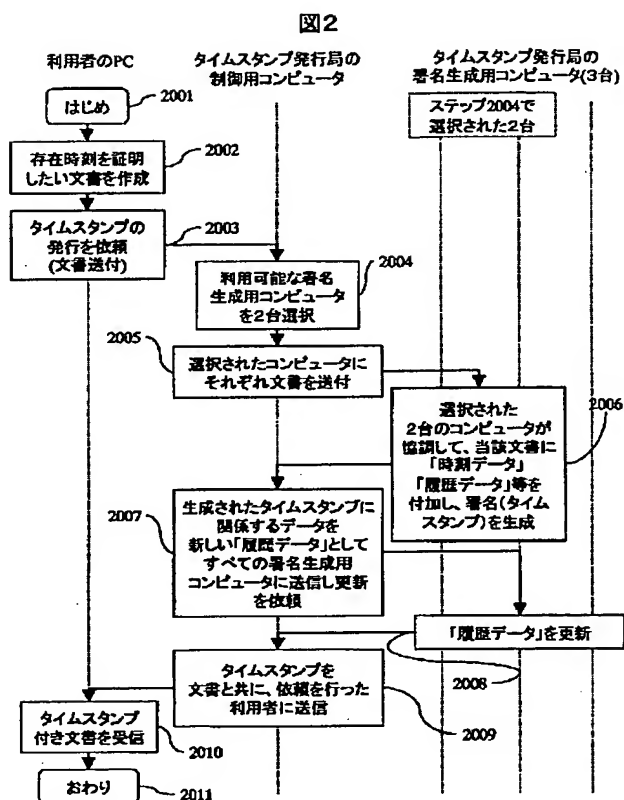 図2
利用者のPC
タイムスタンプ発行局の
制御用コンピュータ
タイムスタンプ発行局の
署名生成用コンピュータ(3台)
はじめ
2001
ステップ2004で
選択された2台
存在時刻を証明
したい文書を作成
2002
タイムスタンプの
発行を依頼
(文書送付)
2003
利用可能な署名
生成用コンピュータ
を2台選択
2004
2005
選択されたコンピュータに
それぞれ文書を送付
選択された
2台のコンピュータが
協調して、当該文書に
「時刻データ」
「履歴データ」等を
付加し、署名(タイム
スタンプ)を生成
2006
2007
生成されたタイムスタンプに
関係するデータを
新しい「履歴データ」として
すべての署名生成用
コンピュータに送信し更新
を依頼
「履歴データ」を更新
2008
タイムスタンプを
文書と共に、依頼を行った
利用者に送信
2009
タイムスタンプ
付き文書を受信
2010
おわり
2011